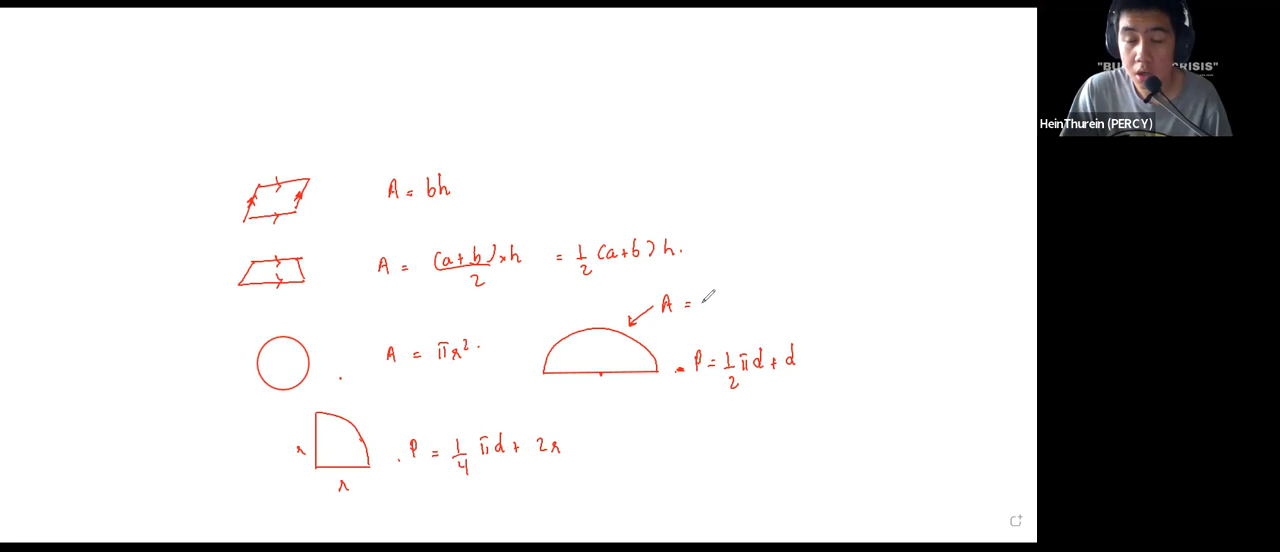 A = bh
A = (a+b)×h/2 = 1/2 (a+b) h.
A =
A = πr².
P = 1/2 πd + d
r
P = 1/4 πd + 2r
r
HeinThurein (PERCY)